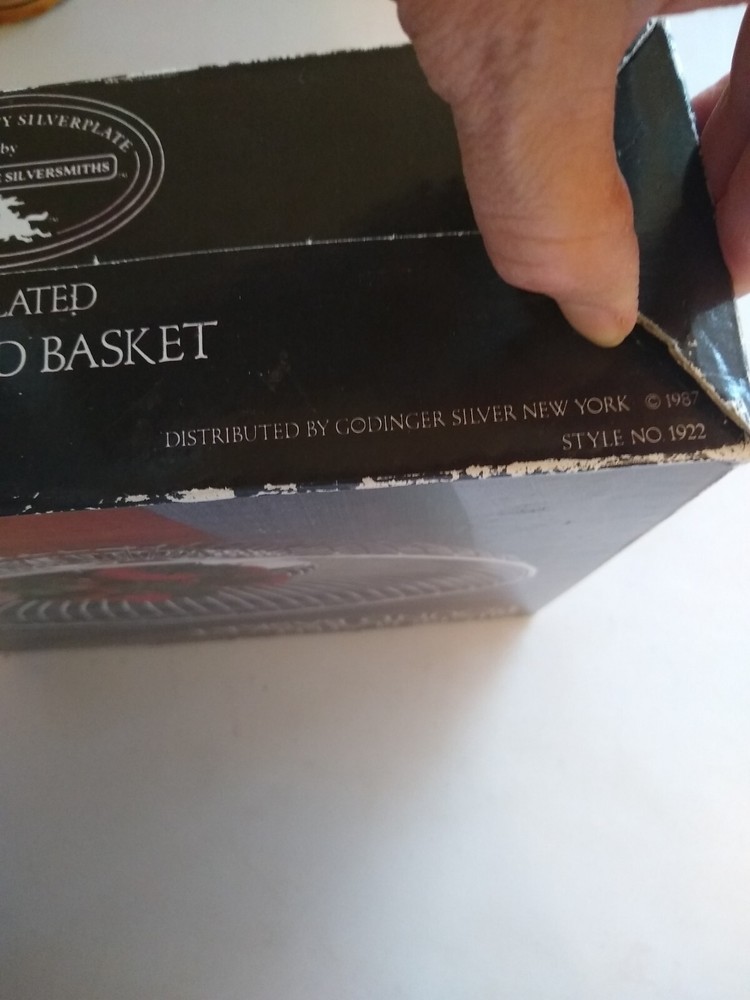 Y SILVERPLATE
by
SILVERSMITHS
LATED
O BASKET
DISTRIBUTED BY GODINGER SILVER NEW YORK © 1987
STYLE NO. 1922